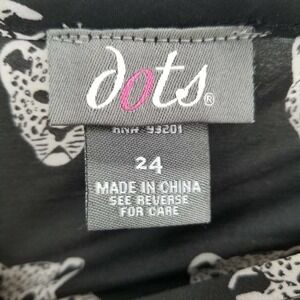 dots®
RN# 93201
24
MADE IN CHINA
SEE REVERSE
FOR CARE